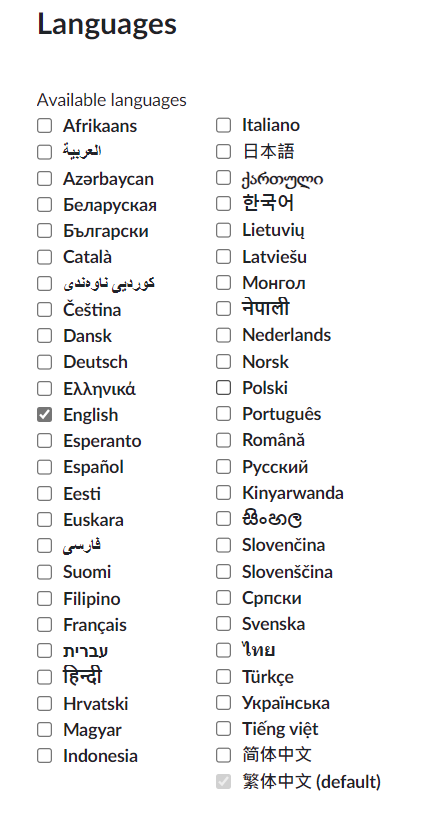 Languages
Available languages
Afrikaans
العربية
Azərbaycan
Беларуская
Български
Català
کوردیی ناوەندی
Čeština
Dansk
Deutsch
Ελληνικά
English
Esperanto
Español
Eesti
Euskara
فارسی
Suomi
Filipino
Français
עברית
हिन्दी
Hrvatski
Magyar
Indonesia
Italiano
日本語
ქართული
한국어
Lietuvių
Latviešu
Монгол
नेपाली
Nederlands
Norsk
Polski
Português
Română
Русский
Kinyarwanda
සිංහල
Slovenčina
Slovenščina
Српски
Svenska
ไทย
Türkçe
Українська
Tiếng việt
简体中文
繁体中文 (default)